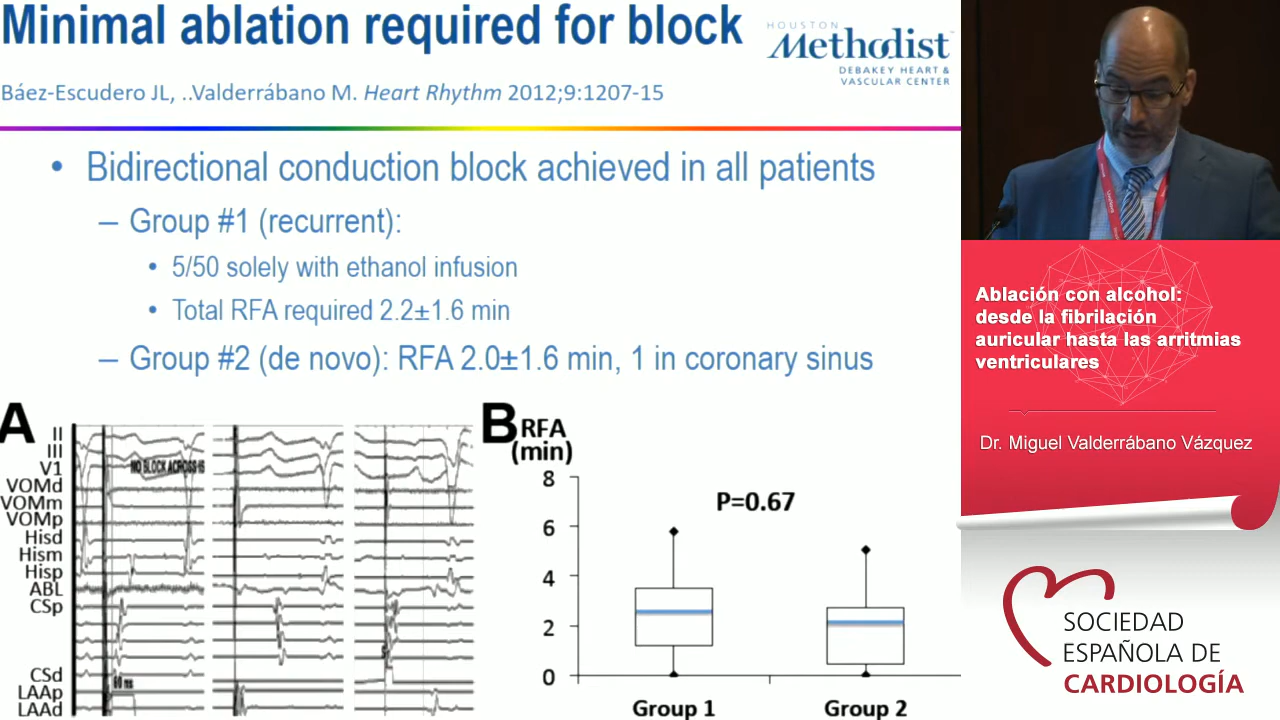 Minimal ablation required for block
HOUSTON
Methodist
DEBAKEY HEART &
VASCULAR CENTER
Báez-Escudero JL, ..Valderrábano M. Heart Rhythm 2012;9:1207-15
• Bidirectional conduction block achieved in all patients
– Group #1 (recurrent):
• 5/50 solely with ethanol infusion
• Total RFA required 2.2±1.6 min
– Group #2 (de novo): RFA 2.0±1.6 min, 1 in coronary sinus
A
II
III
V1
NO BLOCK ACROSS
VOMd
VOMm
VOMp
Hisd
Hism
Hisp
ABL
CSp
CSd
LAAp
LAAd
B
RFA
(min)
8
P=0.67
6
4
2
0
Group 1
Group 2
Ablación con alcohol:
desde la fibrilación
auricular hasta las arritmias
ventriculares
Dr. Miguel Valderrábano Vázquez
SOCIEDAD
ESPAÑOLA DE
CARDIOLOGÍA